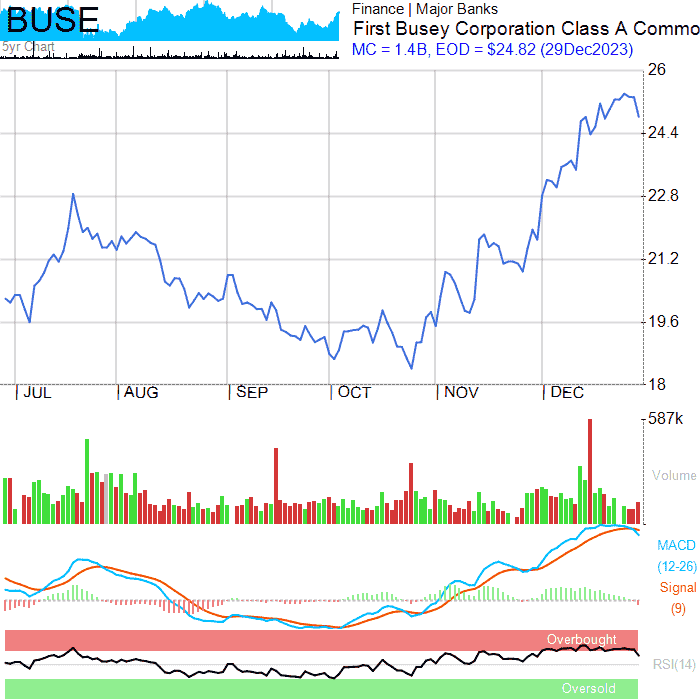 BUSE
Finance | Major Banks
First Busey Corporation Class A Commo
5yr Chart
MC = 1.4B, EOD = $24.82 (29Dec2023)
26
24.4
22.8
21.2
19.6
18
JUL AUG SEP OCT NOV DEC
587k
Volume
MACD
(12-26)
Signal
(9)
Overbought
RSI(14)
Oversold